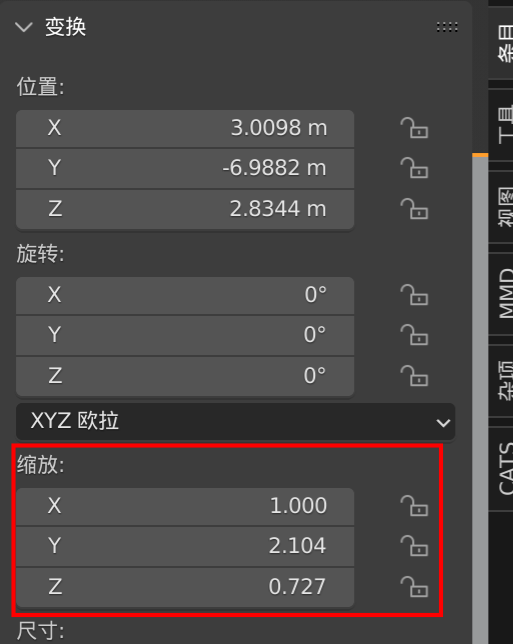 变换
位置:
X 3.0098 m
Y -6.9882 m
Z 2.8344 m
旋转:
X 0°
Y 0°
Z 0°
XYZ 欧拉
缩放:
X 1.000
Y 2.104
Z 0.727
尺寸:
条目
工具
视图
MMD
杂项
CATS